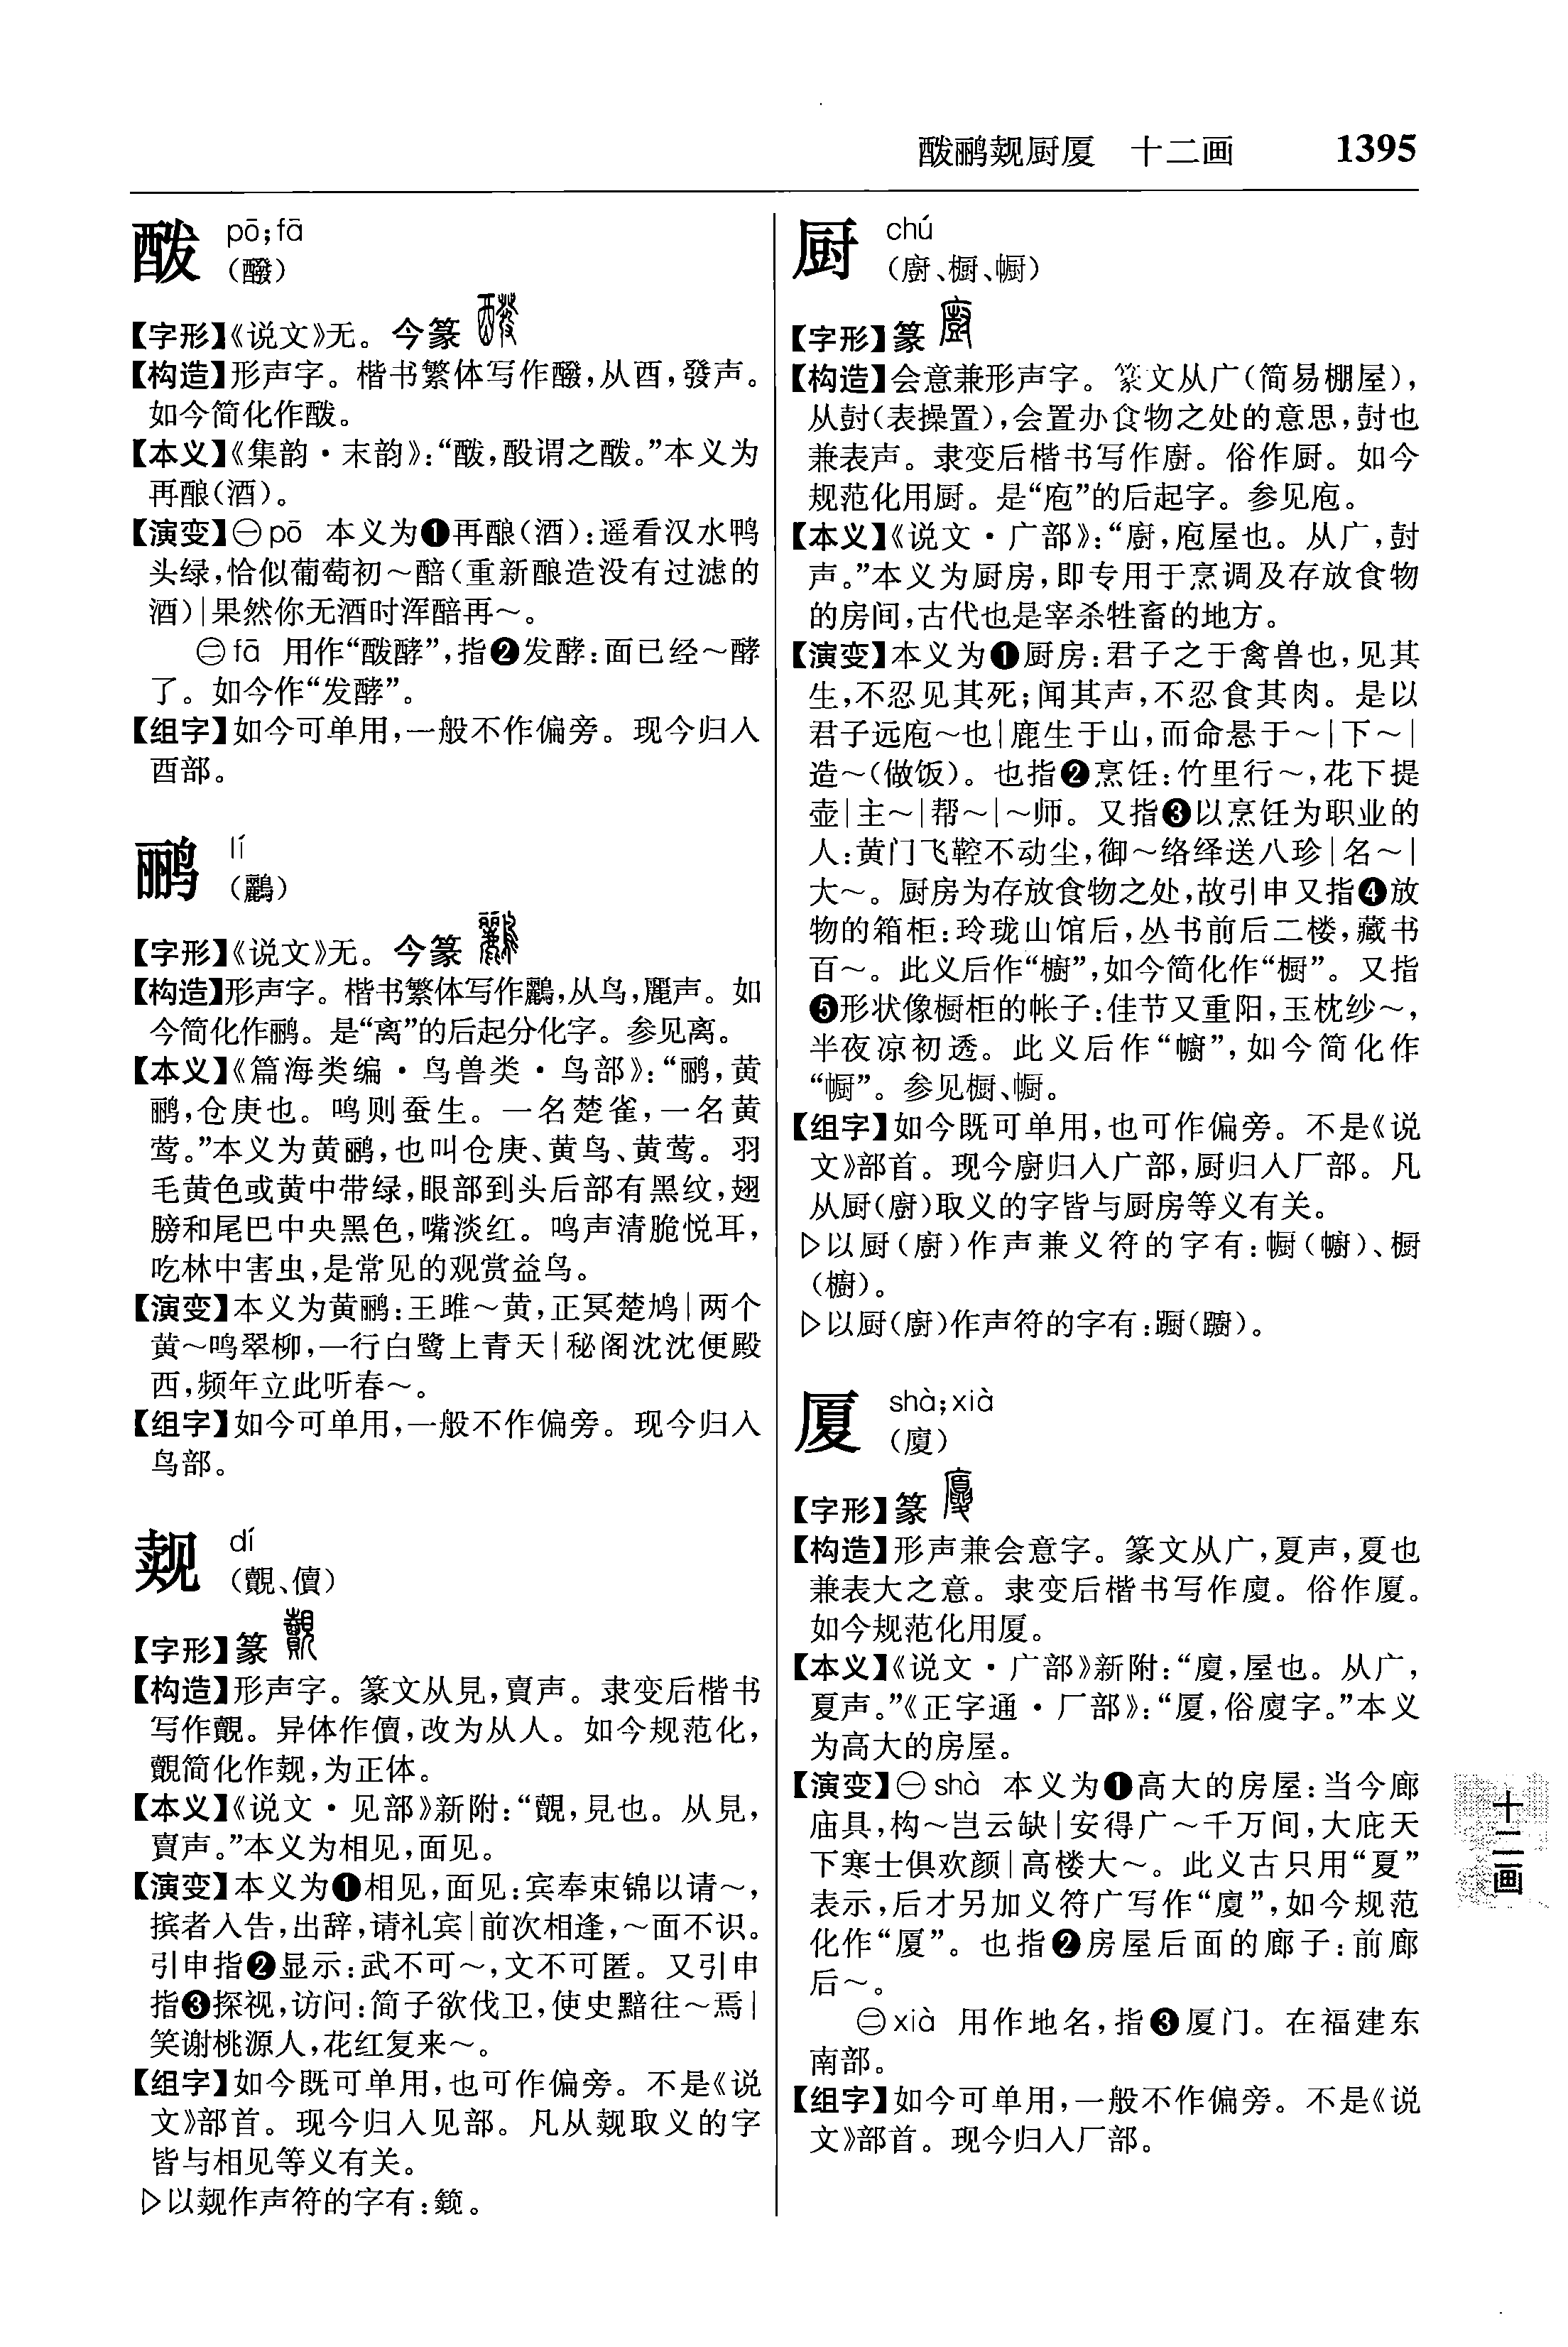 酦鹂觌厨厦　十二画　1395
酦 pō;fā
（醱）
【字形】《说文》无。今篆
【构造】形声字。楷书繁体写作醱，从酉，發声。
如今简化作酦。
【本义】《集韵·末韵》：“酦，酘谓之酦。”本义为
再酿（酒）。
【演变】㊀pō　本义为❶再酿（酒）：遥看汉水鸭
头绿，恰似葡萄初～醅（重新酿造没有过滤的
酒）|果然你无酒时浑醅再～。
㊁fā　用作“酦酵”，指❷发酵：面已经～酵
了。如今作“发酵”。
【组字】如今可单用，一般不作偏旁。现今归入
酉部。
鹂 lí
（鸝）
【字形】《说文》无。今篆
【构造】形声字。楷书繁体写作鸝，从鸟，麗声。如
今简化作鹂。是“离”的后起分化字。参见离。
【本义】《篇海类编·鸟兽类·鸟部》：“鹂，黄
鹂，仓庚也。鸣则蚕生。一名楚雀，一名黄
莺。”本义为黄鹂，也叫仓庚、黄鸟、黄莺。羽
毛黄色或黄中带绿，眼部到头后部有黑纹，翅
膀和尾巴中央黑色，嘴淡红。鸣声清脆悦耳，
吃林中害虫，是常见的观赏益鸟。
【演变】本义为黄鹂：王雎～黄，正冥楚鸠|两个
黄～鸣翠柳，一行白鹭上青天|秘阁沈沈便殿
西，频年立此听春～。
【组字】如今可单用，一般不作偏旁。现今归入
鸟部。
觌 dí
（覿、儥）
【字形】篆
【构造】形声字。篆文从見，賣声。隶变后楷书
写作覿。异体作儥，改为从人。如今规范化，
覿简化作觌，为正体。
【本义】《说文·见部》新附：“覿，見也。从見，
賣声。”本义为相见，面见。
【演变】本义为❶相见，面见：宾奉束锦以请～，
摈者入告，出辞，请礼宾|前次相逢，～面不识。
引申指❷显示：武不可～，文不可匿。又引申
指❸探视，访问：简子欲伐卫，使史黯往～焉|
笑谢桃源人，花红复来～。
【组字】如今既可单用，也可作偏旁。不是《说
文》部首。现今归入见部。凡从觌取义的字
皆与相见等义有关。
▷以觌作声符的字有：。
厨 chú
（廚、橱、幮）
【字形】篆
【构造】会意兼形声字。篆文从广（简易棚屋），
从尌（表操置），会置办食物之处的意思，尌也
兼表声。隶变后楷书写作廚。俗作厨。如今
规范化用厨。是“庖”的后起字。参见庖。
【本义】《说文·广部》：“廚，庖屋也。从广，尌
声。”本义为厨房，即专用于烹调及存放食物
的房间，古代也是宰杀牲畜的地方。
【演变】本义为❶厨房：君子之于禽兽也，见其
生，不忍见其死；闻其声，不忍食其肉。是以
君子远庖～也|鹿生于山，而命悬于～|下～|
造～（做饭）。也指❷烹饪：竹里行～，花下提
壶|主～|帮～|～师。又指❸以烹饪为职业的
人：黄门飞鞚不动尘，御～络绎送八珍|名～|
大～。厨房为存放食物之处，故引申又指❹放
物的箱柜：玲珑山馆后，丛书前后二楼，藏书
百～。此义后作“櫥”，如今简化作“橱”。又指
❺形状像橱柜的帐子：佳节又重阳，玉枕纱～，
半夜凉初透。此义后作“幮”，如今简化作
“㡡”。参见橱、㡡。
【组字】如今既可单用，也可作偏旁。不是《说
文》部首。现今廚归入广部，厨归入厂部。凡
从厨（廚）取义的字皆与厨房等义有关。
▷以厨（廚）作声兼义符的字有：㡡（幮）、橱
（櫥）。
▷以厨（廚）作声符的字有：蹰（躕）。
厦 shà;xià
（廈）
【字形】篆
【构造】形声兼会意字。篆文从广，夏声，夏也
兼表大之意。隶变后楷书写作廈。俗作厦。
如今规范化用厦。
【本义】《说文·广部》新附：“廈，屋也。从广，
夏声。”《正字通·厂部》：“厦，俗廈字。”本义
为高大的房屋。
【演变】㊀shà　本义为❶高大的房屋：当今廊
庙具，构～岂云缺|安得广～千万间，大庇天
下寒士俱欢颜|高楼大～。此义古只用“夏”
表示，后才另加义符广写作“廈”，如今规范
化作“厦”。也指❷房屋后面的廊子：前廊
后～。
㊁xià　用作地名，指❸厦门。在福建东
南部。
【组字】如今可单用，一般不作偏旁。不是《说
文》部首。现今归入厂部。
十二画